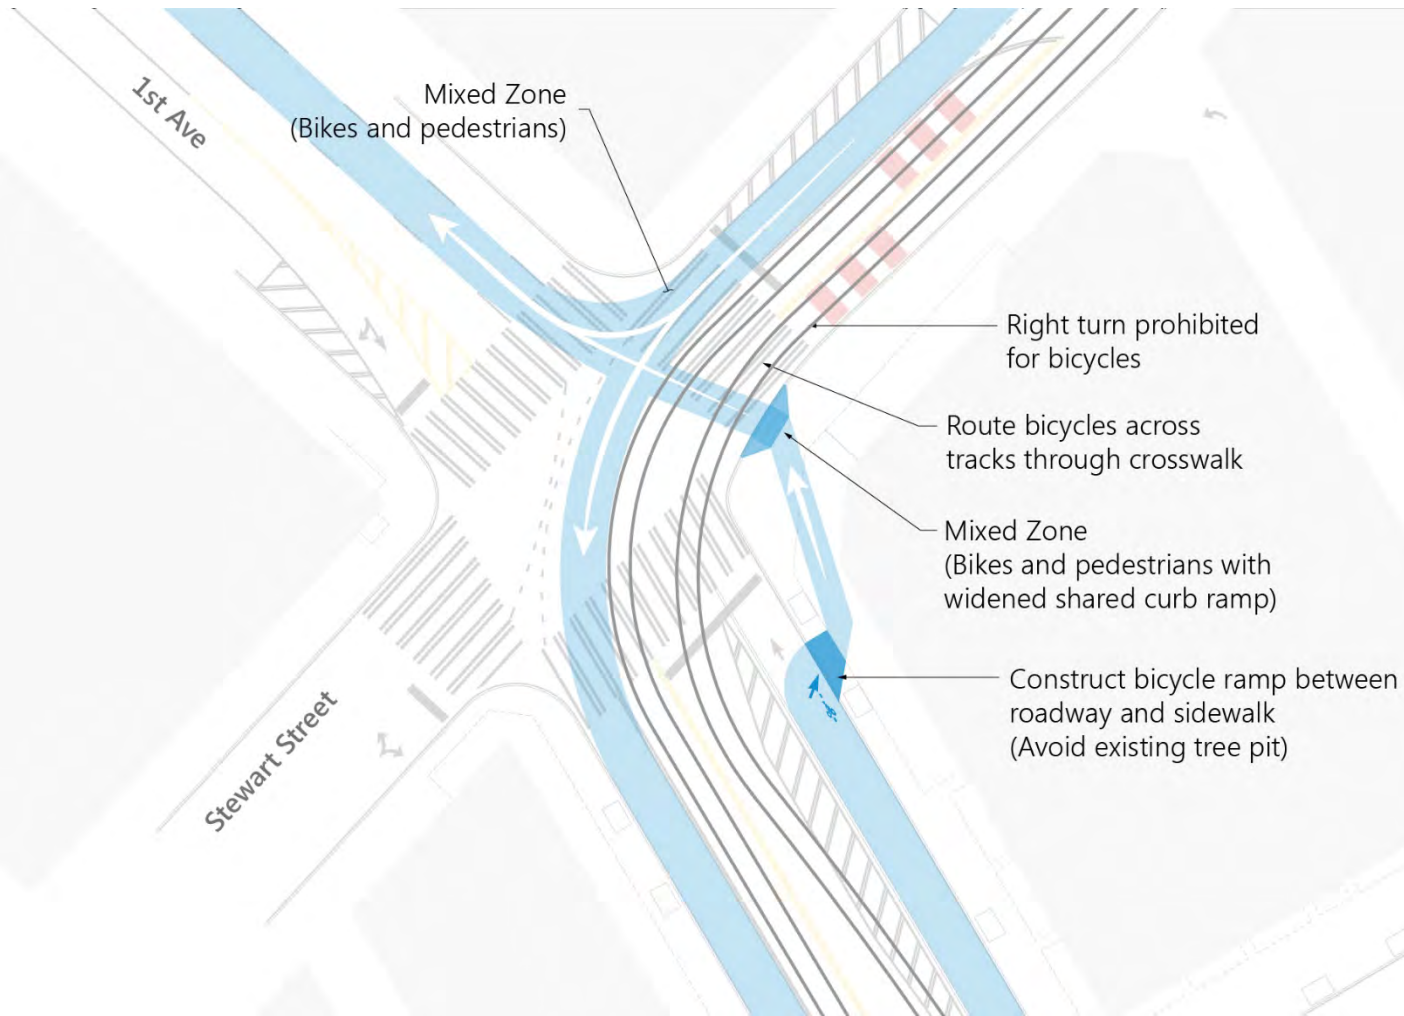 1st Ave
Mixed Zone
(Bikes and pedestrians)
Right turn prohibited
for bicycles
Route bicycles across
tracks through crosswalk
Mixed Zone
(Bikes and pedestrians with
widened shared curb ramp)
Construct bicycle ramp between
roadway and sidewalk
(Avoid existing tree pit)
Stewart Street